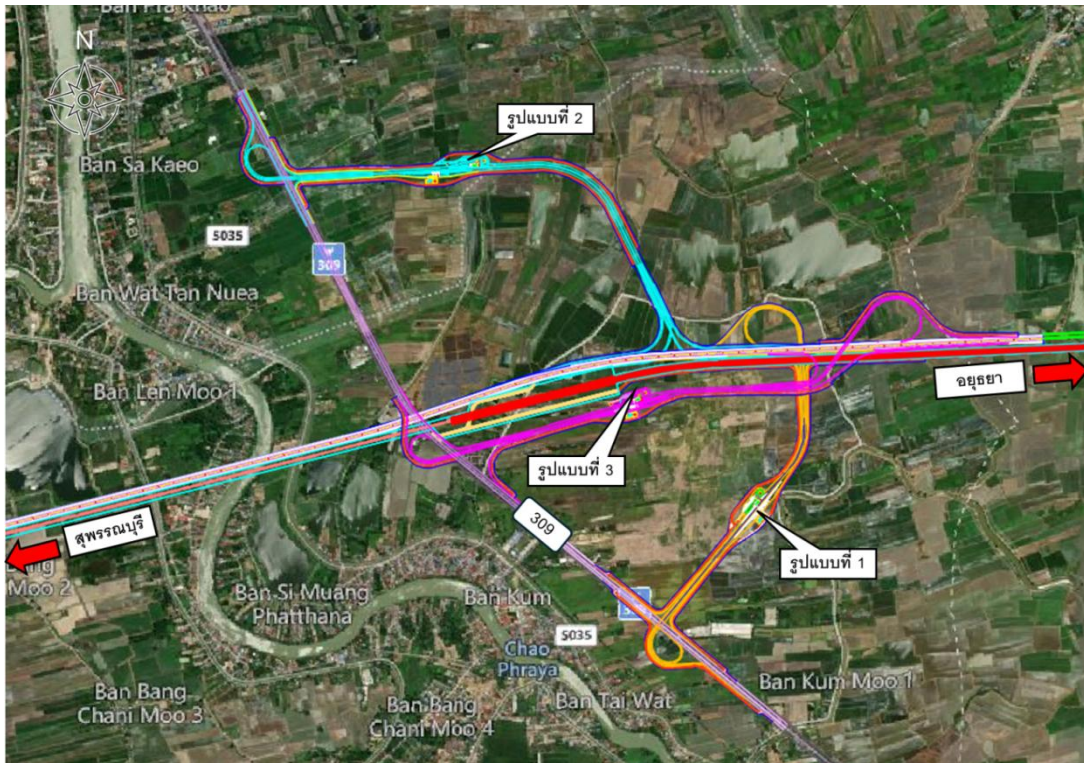 Ban Pra Khao
N
รูปแบบที่ 2
Ban Sa Kaeo
5035
309
Ban Wat Tan Nuea
Ban Len Moo 1
อยุธยา
รูปแบบที่ 3
สุพรรณบุรี
309
รูปแบบที่ 1
Moo 2
Ban Si Muang
Phatthana
Ban Kum
5035
Chao
Phraya
Ban Bang
Chani Moo 3
Ban Bang
Chani Moo 4
Ban Tai Wat
Ban Kum Moo 1